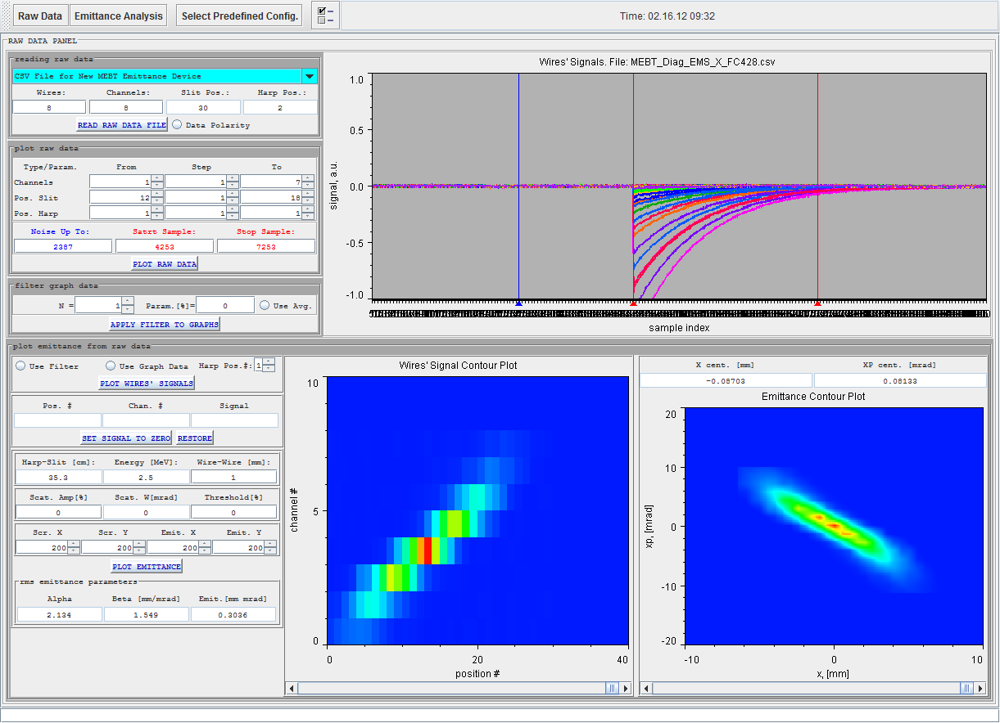 Raw Data Emittance Analysis Select Predefined Config. Time: 02.16.12 09:32
RAW DATA PANEL
reading raw data
CSV File for New MEBT Emittance Device
Wires: Channels: Slit Pos.: Harp Pos.:
8 8 30 2
READ RAW DATA FILE Data Polarity
plot raw data
Type/Param. From Step To
Channels 1 1 7
Pos. Slit 12 1 18
Pos. Harp 1 1 1
Noise Up To: Satrt Sample: Stop Sample:
2387 4253 7253
PLOT RAW DATA
filter graph data
N = 1 Param.[%]= 0 Use Avg.
APPLY FILTER TO GRAPHS
Wires' Signals. File: MEBT_Diag_EMS_X_FC428.csv
1.0
0.5
0.0
-0.5
-1.0
signal, a.u.
sample index
plot emittance from raw data
Use Filter Use Graph Data Harp Pos.#: 1
PLOT WIRES' SIGNALS
Pos. # Chan. # Signal
SET SIGNAL TO ZERO RESTORE
Harp-Slit [cm]: Energy [MeV]: Wire-Wire [mm]:
35.3 2.5 1
Scat. Amp[%] Scat. W[mrad] Threshold[%]
0 0 0
Scr. X Scr. Y Emit. X Emit. Y
200 200 200 200
PLOT EMITTANCE
rms emittance parameters
Alpha Beta [mm/mrad] Emit.[mm mrad]
2.134 1.549 0.3036
Wires' Signal Contour Plot
10
5
0
channel #
0 20 40
position #
X cent. [mm] XP cent. [mrad]
-0.08703 0.08133
Emittance Contour Plot
20
10
0
-10
-20
xp, [mrad]
-10 0 10
x, [mm]